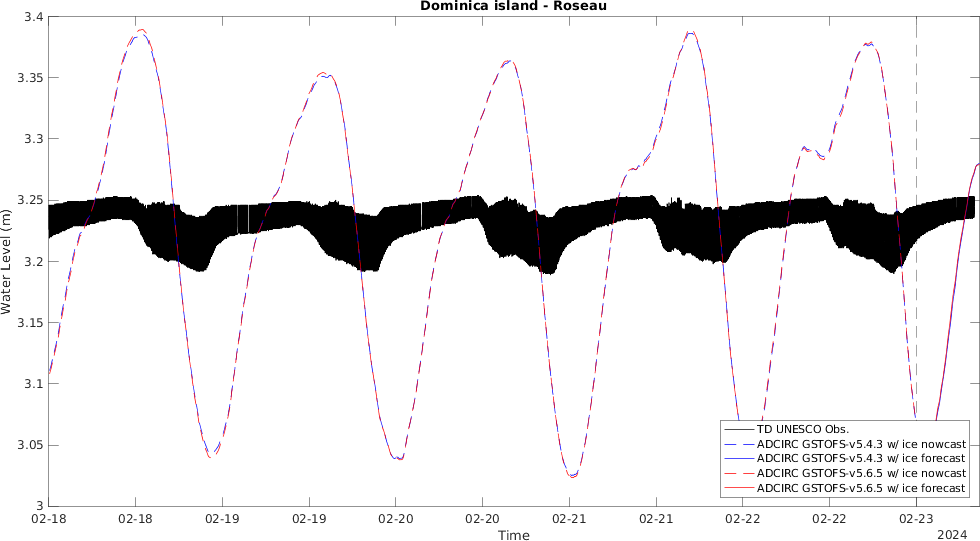 Dominica island - Roseau
3.4
3.35
3.3
3.25
3.2
3.15
3.1
3.05
3
Water Level (m)
TD UNESCO Obs.
ADCIRC GSTOFS-v5.4.3 w/ ice nowcast
ADCIRC GSTOFS-v5.4.3 w/ ice forecast
ADCIRC GSTOFS-v5.6.5 w/ ice nowcast
ADCIRC GSTOFS-v5.6.5 w/ ice forecast
02-18 02-18 02-19 02-19 02-20 02-20 02-21 02-21 02-22 02-22 02-23
Time
2024